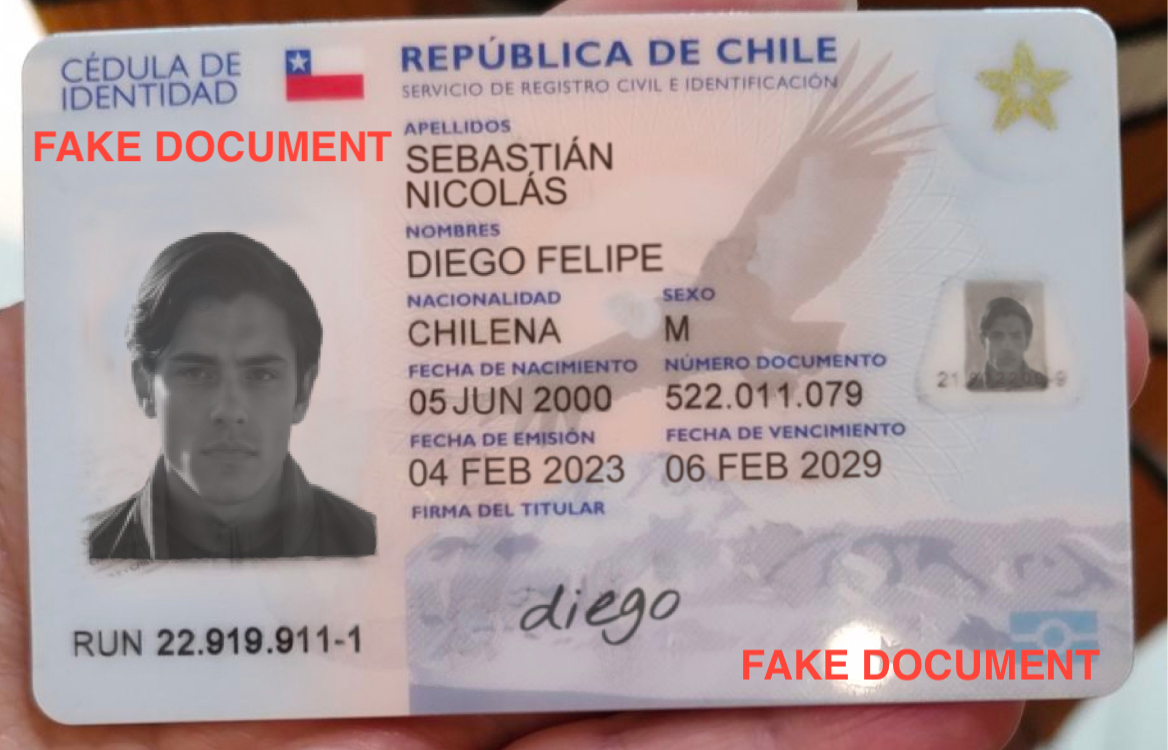 CÉDULA DE
IDENTIDAD
REPÚBLICA DE CHILE
SERVICIO DE REGISTRO CIVIL E IDENTIFICACIÓN
FAKE DOCUMENT
APELLIDOS
SEBASTIÁN
NICOLÁS
NOMBRES
DIEGO FELIPE
NACIONALIDAD SEXO
CHILENA M
FECHA DE NACIMIENTO NÚMERO DOCUMENTO
05 JUN 2000 522.011.079
FECHA DE EMISIÓN FECHA DE VENCIMIENTO
04 FEB 2023 06 FEB 2029
FIRMA DEL TITULAR
diego
RUN 22.919.911-1
FAKE DOCUMENT